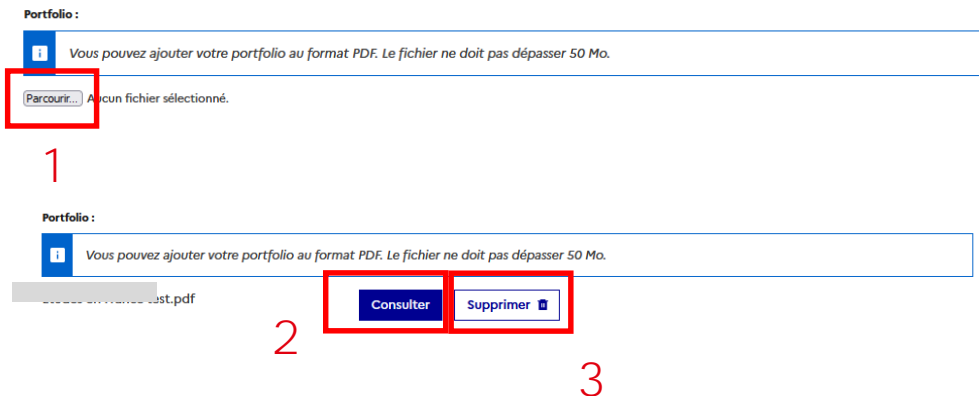 Portfolio :
Vous pouvez ajouter votre portfolio au format PDF. Le fichier ne doit pas dépasser 50 Mo.
Parcourir... Aucun fichier sélectionné.
1
Portfolio :
Vous pouvez ajouter votre portfolio au format PDF. Le fichier ne doit pas dépasser 50 Mo.
test.pdf Consulter Supprimer
2
3